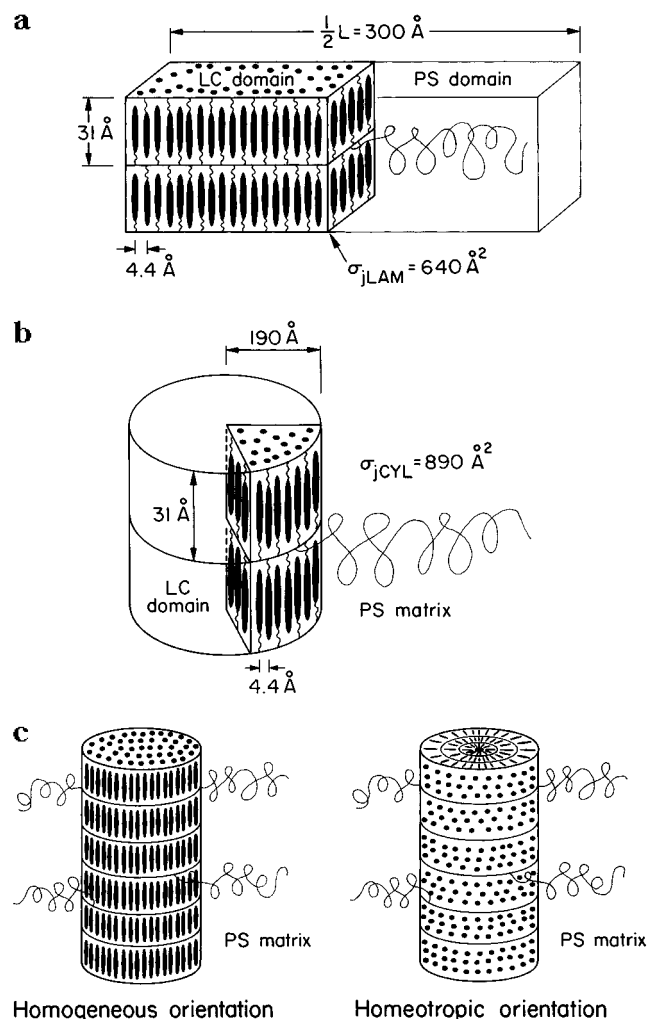 a
½L = 300 Å
LC domain
PS domain
31 Å
4.4 Å
σjLAM = 640 Å²
b
190 Å
σjCYL = 890 Å²
31 Å
LC
domain
PS matrix
4.4 Å
c
PS matrix
PS matrix
Homogeneous orientation
Homeotropic orientation